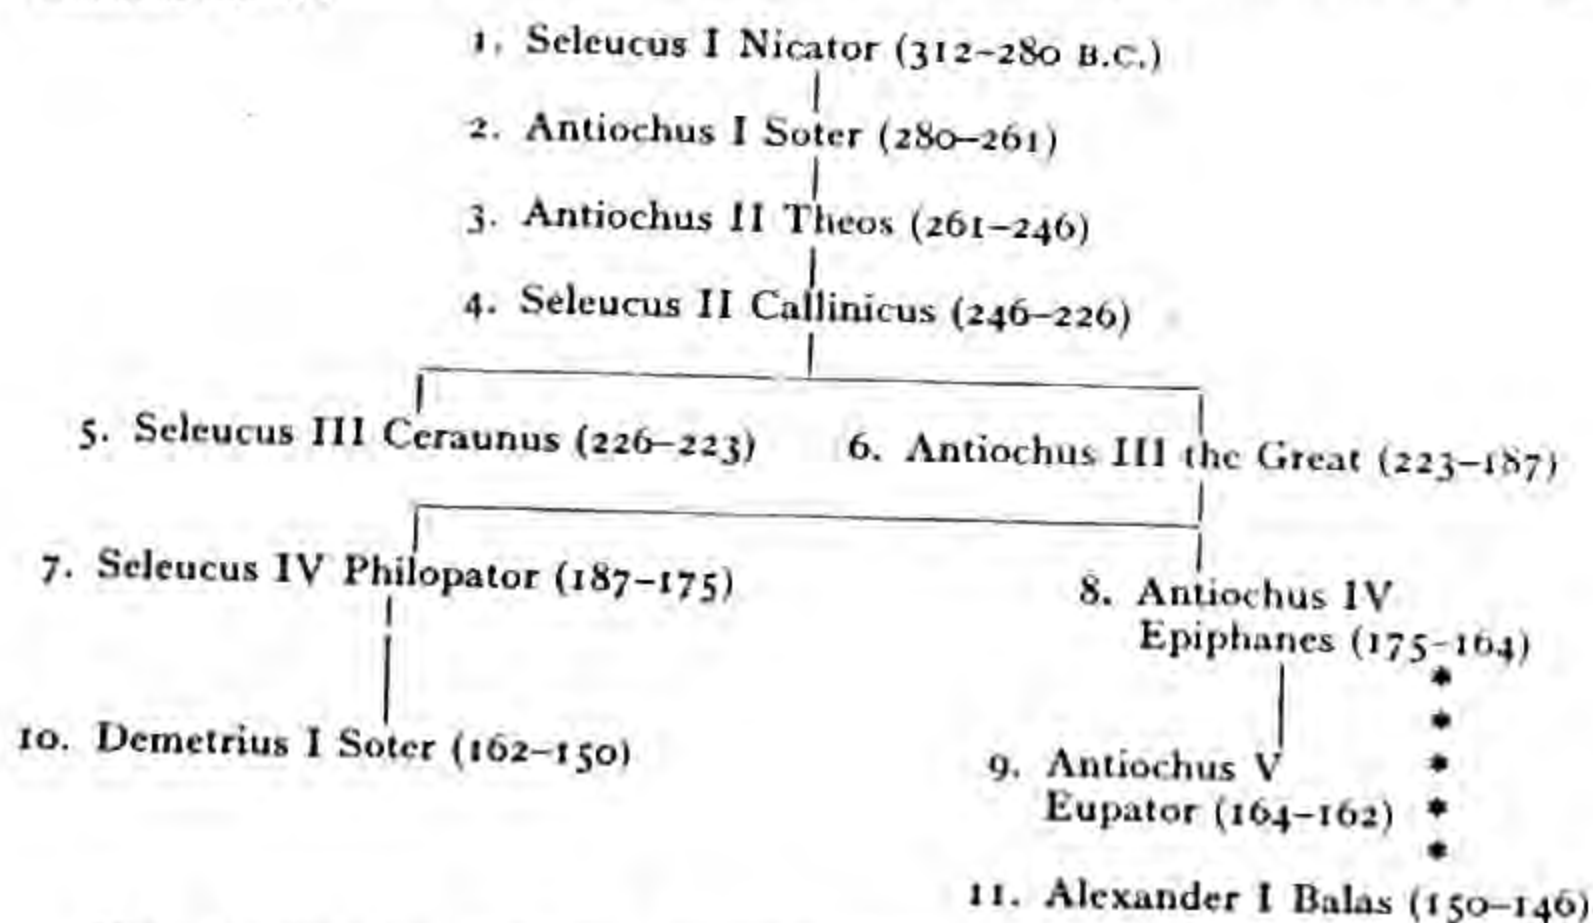 1. Seleucus I Nicator (312–280 B.C.)
2. Antiochus I Soter (280–261)
3. Antiochus II Theos (261–246)
4. Seleucus II Callinicus (246–226)
5. Seleucus III Ceraunus (226–223) 6. Antiochus III the Great (223–187)
7. Seleucus IV Philopator (187–175)
8. Antiochus IV
Epiphanes (175–164)
10. Demetrius I Soter (162–150)
9. Antiochus V
Eupator (164–162)
11. Alexander I Balas (150–146)